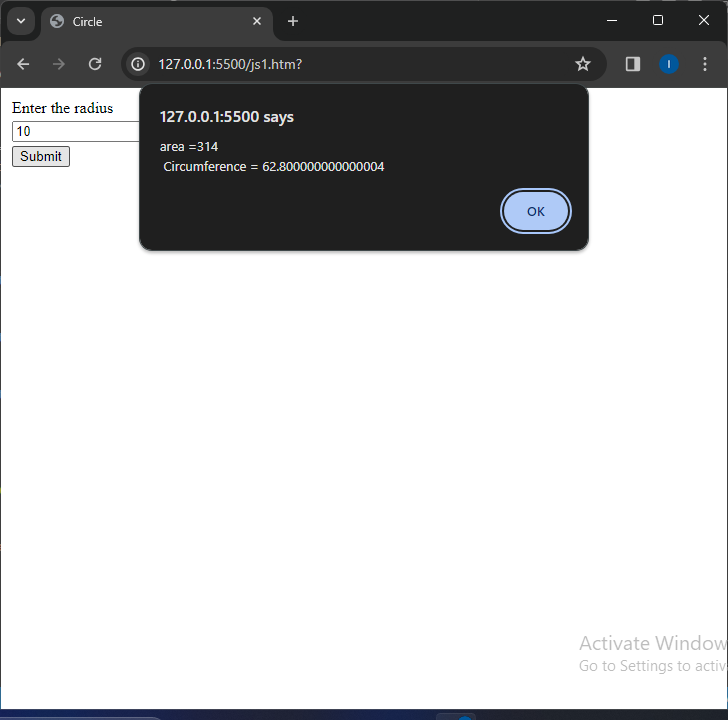 Circle
127.0.0.1:5500/js1.htm?
I
Enter the radius
10
Submit
127.0.0.1:5500 says
area =314
Circumference = 62.800000000000004
OK
Activate Window
Go to Settings to activ